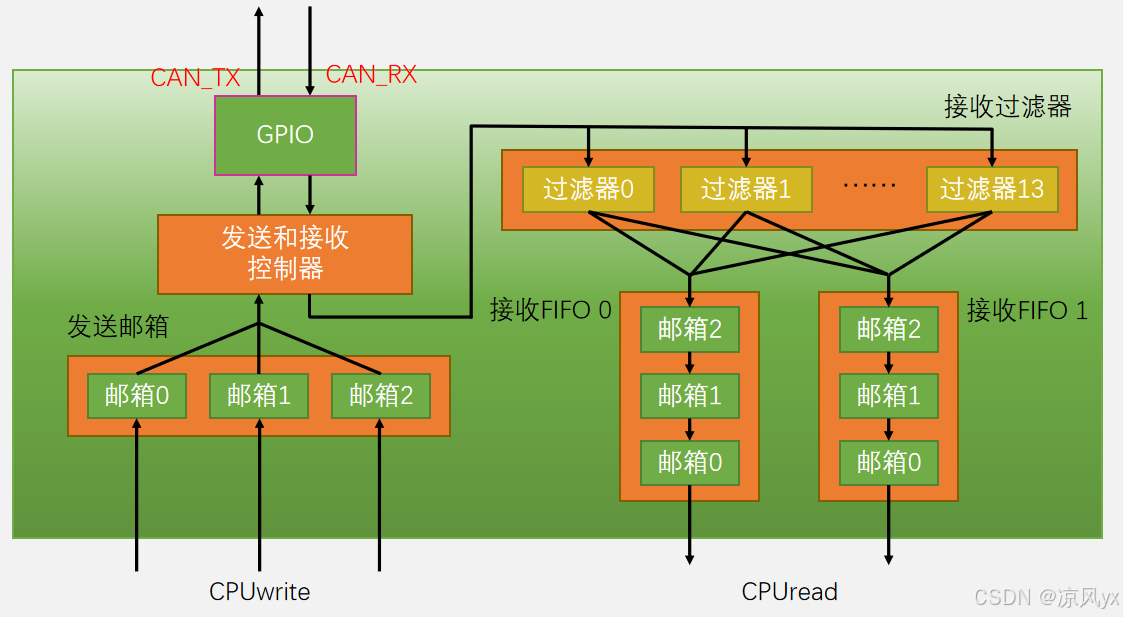 CAN_TX
CAN_RX
GPIO
发送和接收
控制器
发送邮箱
邮箱0
邮箱1
邮箱2
CPUwrite
接收过滤器
过滤器0
过滤器1
······
过滤器13
接收FIFO 0
邮箱2
邮箱1
邮箱0
接收FIFO 1
邮箱2
邮箱1
邮箱0
CPUread
CSDN @凉风yx